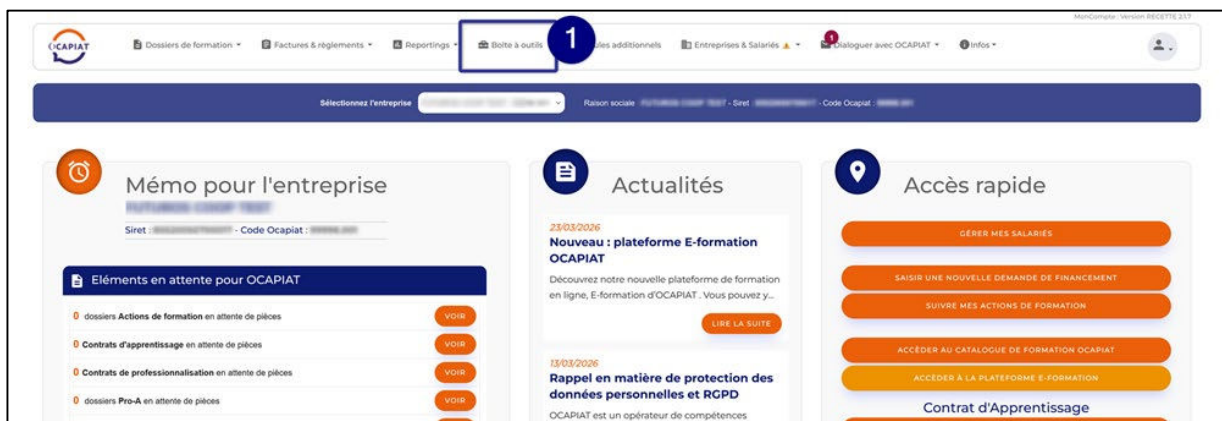 MonCompte : Version RECETTE 2.1.7
OCAPIAT
Dossiers de formation
Factures & règlements
Reportings
Boîte à outils
1
ules additionnels
Entreprises & Salariés
1
Dialoguer avec OCAPIAT
Infos
Sélectionnez l'entreprise
Raison sociale
- Siret
- Code Ocapiat :
Mémo pour l'entreprise
Siret :
- Code Ocapiat :
Eléments en attente pour OCAPIAT
0 dossiers Actions de formation en attente de pièces
VOIR
0 Contrats d'apprentissage en attente de pièces
VOIR
0 Contrats de professionnalisation en attente de pièces
VOIR
0 dossiers Pro-A en attente de pièces
VOIR
Actualités
23/03/2026
Nouveau : plateforme E-formation
OCAPIAT
Découvrez notre nouvelle plateforme de formation
en ligne, E-formation d'OCAPIAT . Vous pouvez y...
LIRE LA SUITE
13/03/2026
Rappel en matière de protection des
données personnelles et RGPD
OCAPIAT est un opérateur de compétences
Accès rapide
GÉRER MES SALARIÉS
SAISIR UNE NOUVELLE DEMANDE DE FINANCEMENT
SUIVRE MES ACTIONS DE FORMATION
ACCÈDER AU CATALOGUE DE FORMATION OCAPIAT
ACCÈDER À LA PLATEFORME E-FORMATION
Contrat d'Apprentissage